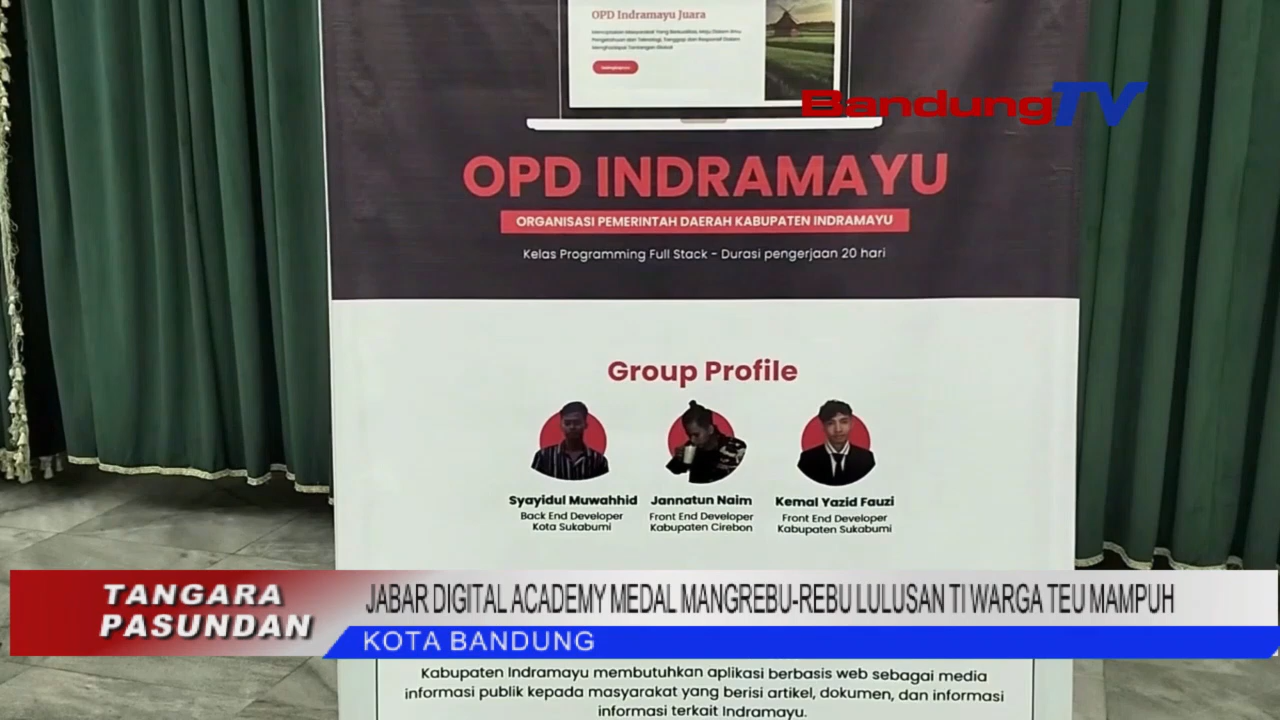 OPD Indramayu Juara
BandungTV
OPD INDRAMAYU
ORGANISASI PEMERINTAH DAERAH KABUPATEN INDRAMAYU
Kelas Programming Full Stack - Durasi pengerjaan 20 hari
Group Profile
Syayidul Muwahhid
Back End Developer
Kota Sukabumi
Jannatun Naim
Front End Developer
Kabupaten Cirebon
Kemal Yazid Fauzi
Front End Developer
Kabupaten Sukabumi
TANGARA
PASUNDAN
JABAR DIGITAL ACADEMY MEDAL MANGREBU-REBU LULUSAN TI WARGA TEU MAMPUH
KOTA BANDUNG
Kabupaten Indramayu membutuhkan aplikasi berbasis web sebagai media
informasi publik kepada masyarakat yang berisi artikel, dokumen, dan informasi
informasi terkait Indramayu.